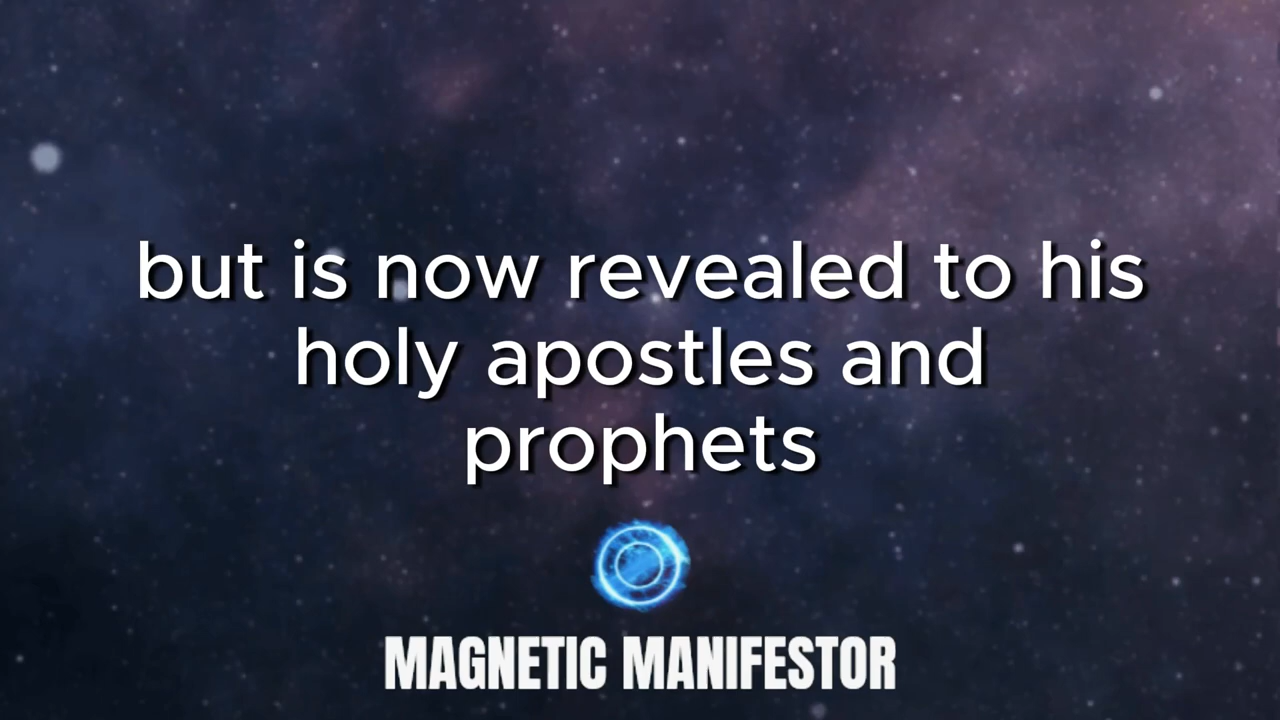 but is now revealed to his
holy apostles and
prophets
MAGNETIC MANIFESTOR